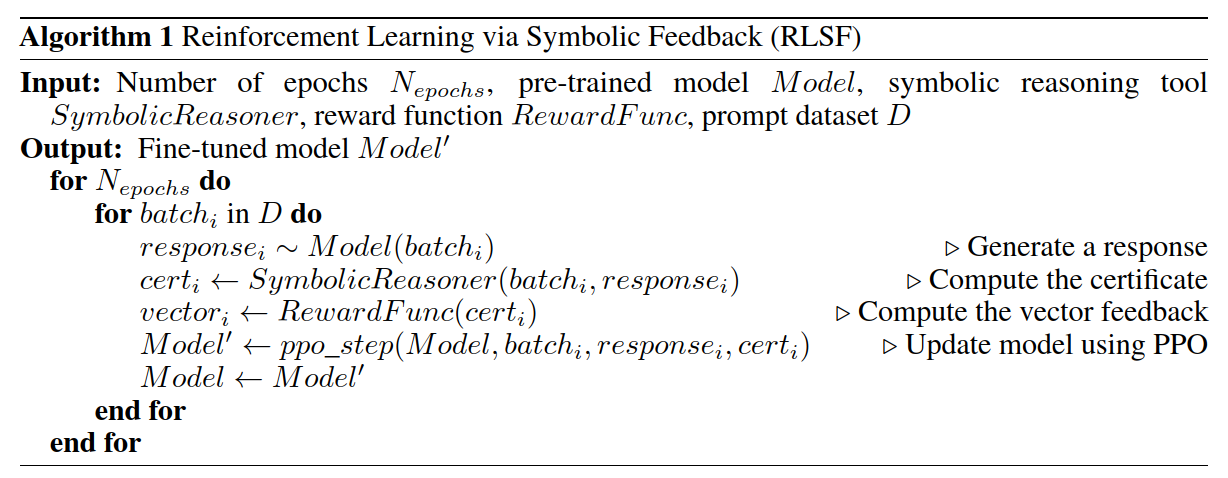 Algorithm 1 Reinforcement Learning via Symbolic Feedback (RLSF)
Input: Number of epochs $N_{epochs}$, pre-trained model $Model$, symbolic reasoning tool
$SymbolicReasoner$, reward function $RewardFunc$, prompt dataset $D$
Output: Fine-tuned model $Model'$
for $N_{epochs}$ do
for $batch_i$ in $D$ do
$response_i \sim Model(batch_i)$ ▷ Generate a response
$cert_i \leftarrow SymbolicReasoner(batch_i, response_i)$ ▷ Compute the certificate
$vector_i \leftarrow RewardFunc(cert_i)$ ▷ Compute the vector feedback
$Model' \leftarrow ppo\_step(Model, batch_i, response_i, cert_i)$ ▷ Update model using PPO
$Model \leftarrow Model'$
end for
end for